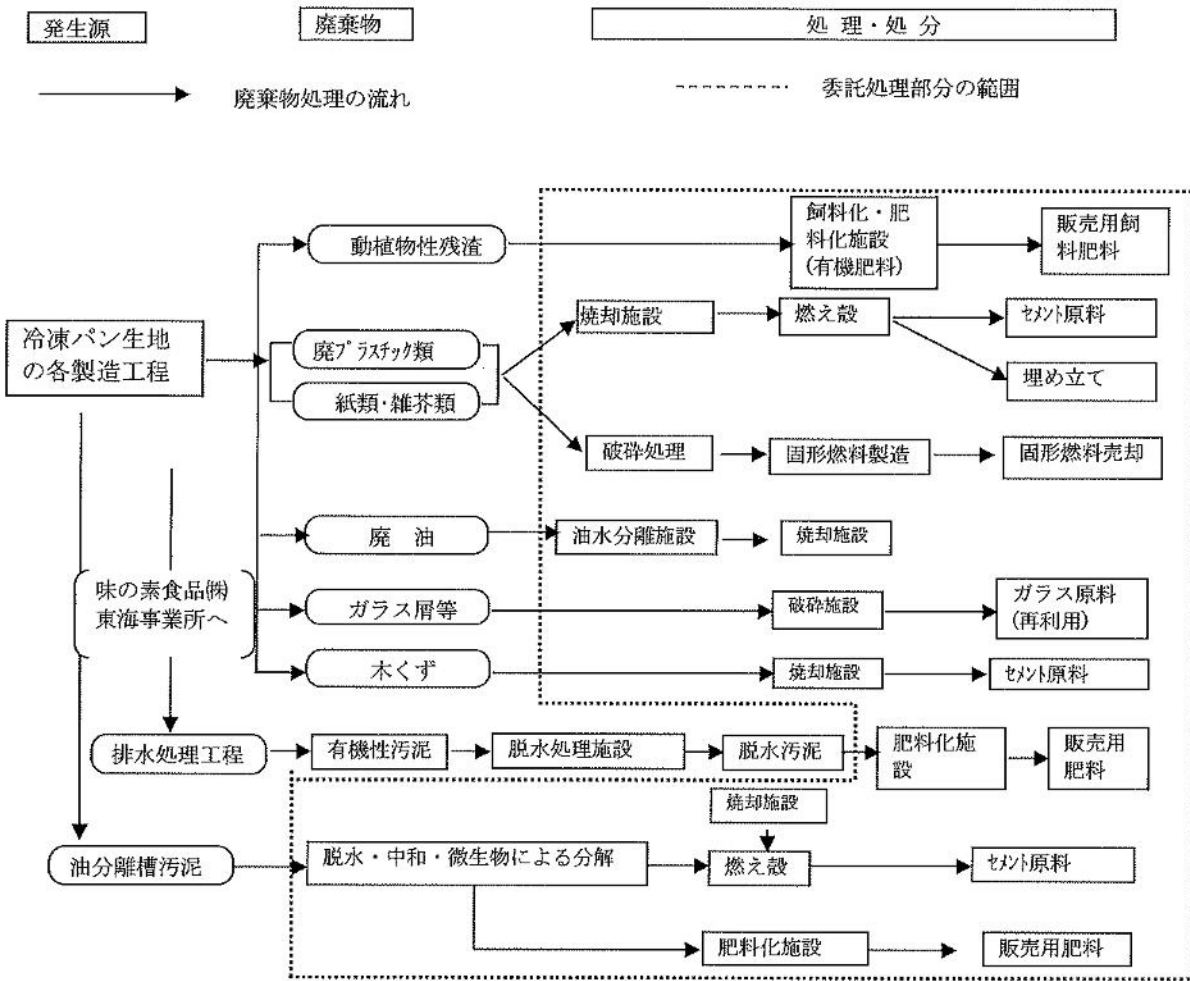 発生源
廃棄物
処理・処分
廃棄物処理の流れ
委託処理部分の範囲
動植物性残渣
飼料化・肥
料化施設
(有機肥料)
販売用飼
料肥料
冷凍パン生地
の各製造工程
廃プラスチック類
紙類・雑芥類
焼却施設
燃え殻
セメント原料
埋め立て
破砕処理
固形燃料製造
固形燃料売却
廃 油
油水分離施設
焼却施設
味の素食品㈱
東海事業所へ
ガラス屑等
破砕施設
ガラス原料
(再利用)
木くず
焼却施設
セメント原料
排水処理工程
有機性汚泥
脱水処理施設
脱水汚泥
肥料化施
設
販売用
肥料
焼却施設
油分離槽汚泥
脱水・中和・微生物による分解
燃え殻
セメント原料
肥料化施設
販売用肥料